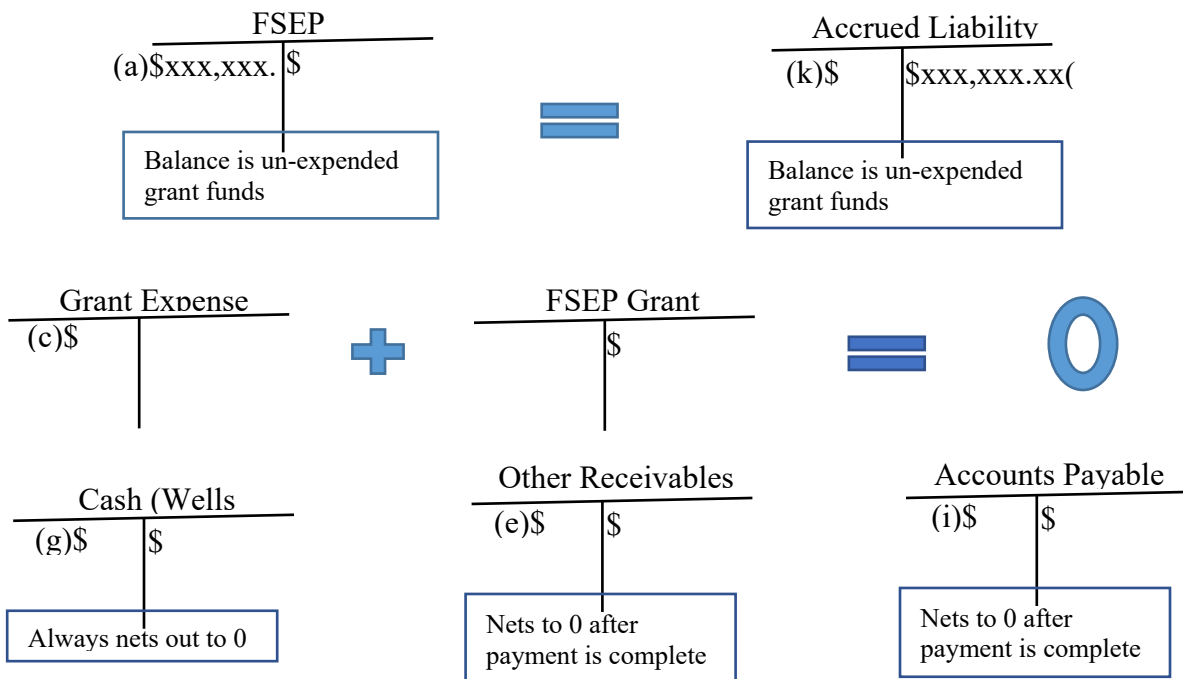 FSEP
(a)$xxx,xxx. $
Balance is un-expended
grant funds
Accrued Liability
(k)$ $xxx,xxx.xx(
Balance is un-expended
grant funds
Grant Expense
(c)$
FSEP Grant
$
Cash (Wells
(g)$ $
Always nets out to 0
Other Receivables
(e)$ $
Nets to 0 after
payment is complete
Accounts Payable
(i)$ $
Nets to 0 after
payment is complete